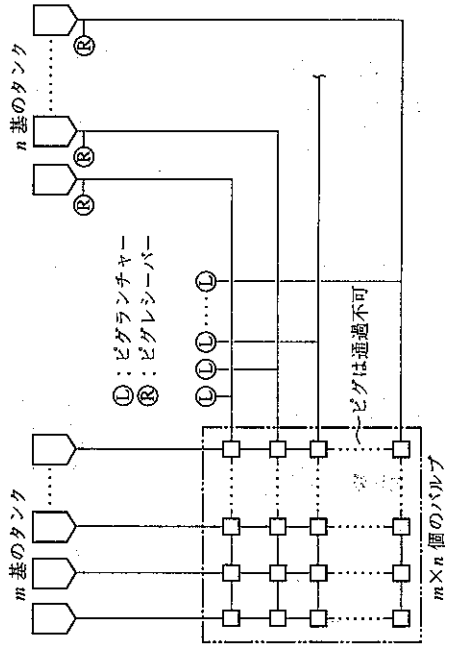 n 基のタンク
Ⓡ
Ⓡ
Ⓡ
Ⓛ：ピグランチャー
Ⓡ：ピグレシーバー
Ⓛ
Ⓛ
Ⓛ
Ⓛ
ピグは通過不可
m 基のタンク
m×n 個のバルブ